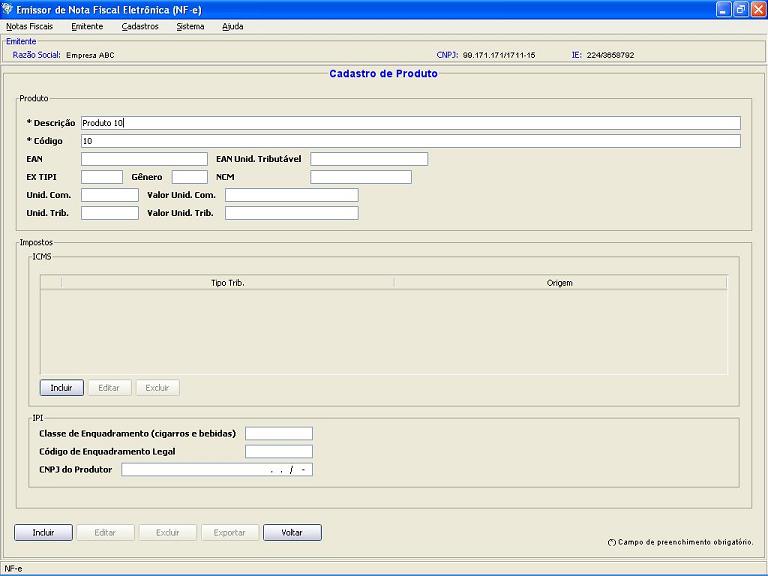 Emissor de Nota Fiscal Eletrônica (NF-e)
Notas Fiscais Emitente Cadastros Sistema Ajuda
Emitente
Razão Social: Empresa ABC CNPJ: 99.171.171/1711-15 IE: 224/3658792
Cadastro de Produto
Produto
* Descrição Produto 10
* Código 10
EAN EAN Unid. Tributável
EX TIPI Gênero NCM
Unid. Com. Valor Unid. Com.
Unid. Trib. Valor Unid. Trib.
Impostos
ICMS
Tipo Trib. Origem
Incluir Editar Excluir
IPI
Classe de Enquadramento (cigarros e bebidas)
Código de Enquadramento Legal
CNPJ do Produtor . . / -
Incluir Editar Excluir Exportar Voltar
(*) Campo de preenchimento obrigatório.
NF-e